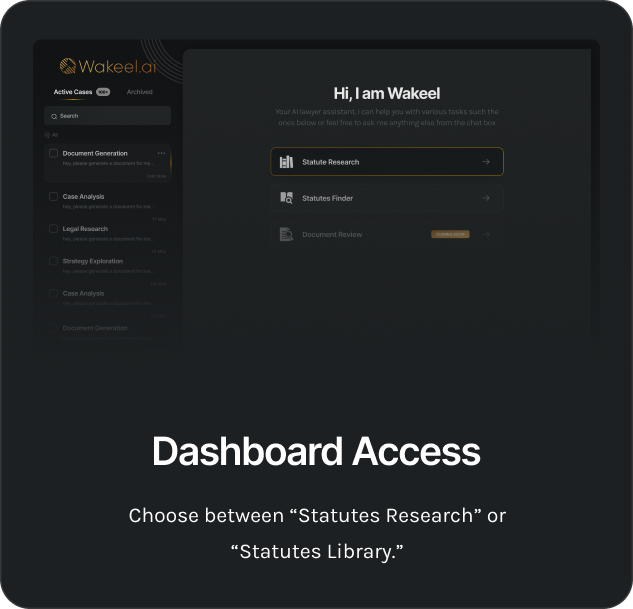 Wakeel.ai
Active Cases 100+ Archived
Search
All
Document Generation
hey, please generate a document for me...
Case Analysis
hey, please generate a document for me...
Legal Research
hey, please generate a document for me...
Strategy Exploration
hey, please generate a document for me...
Case Analysis
hey, please generate a document for me...
Document Generation
Hi, I am Wakeel
Your AI lawyer assistant, I can help you with various tasks such the
ones below or feel free to ask me anything else from the chat box
Statute Research
Statutes Finder
Document Review COMING SOON
Dashboard Access
Choose between “Statutes Research” or
“Statutes Library.”